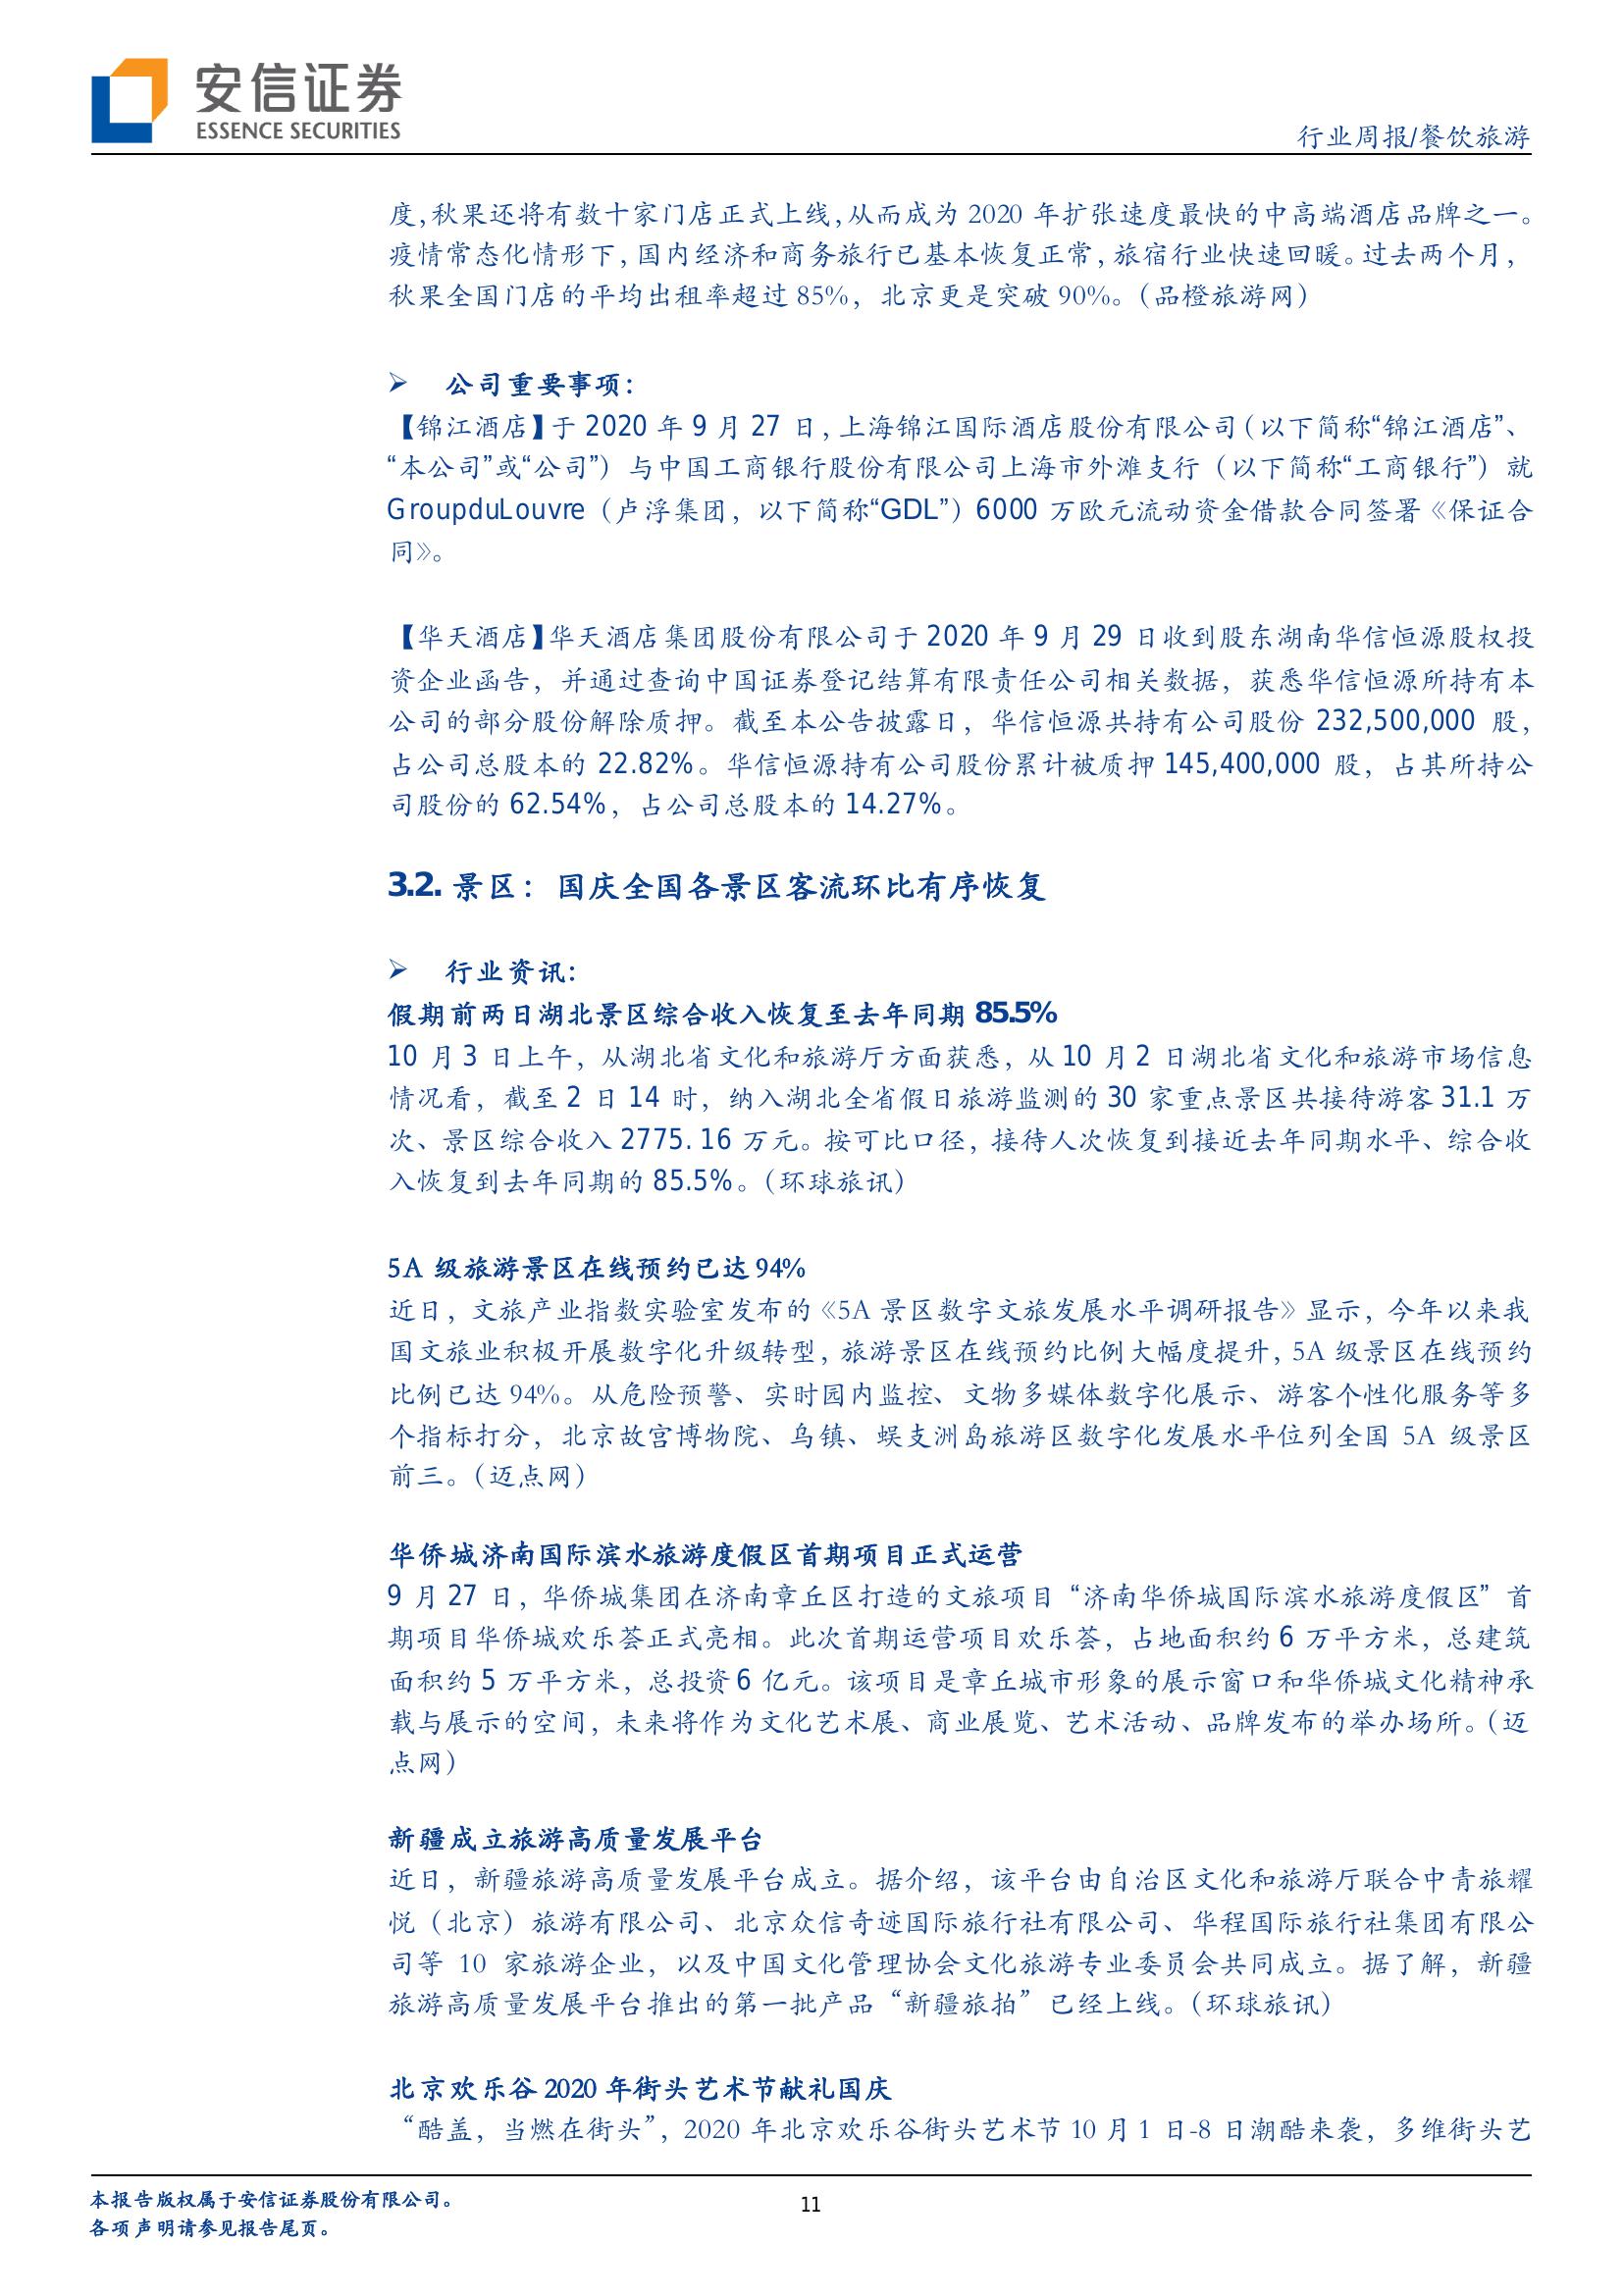 安信证券
ESSENCE SECURITIES
行业周报/餐饮旅游
度,秋果还将有数十家门店正式上线,从而成为 2020 年扩张速度最快的中高端酒店品牌之一。
疫情常态化情形下,国内经济和商务旅行已基本恢复正常,旅宿行业快速回暖。过去两个月,
秋果全国门店的平均出租率超过 85%，北京更是突破 90%。（品橙旅游网）
➢ 公司重要事项：
【锦江酒店】于 2020 年 9 月 27 日,上海锦江国际酒店股份有限公司（以下简称“锦江酒店”、
“本公司”或“公司”）与中国工商银行股份有限公司上海市外滩支行（以下简称“工商银行”）就
GroupduLouvre（卢浮集团，以下简称“GDL”）6000 万欧元流动资金借款合同签署《保证合
同》。
【华天酒店】华天酒店集团股份有限公司于 2020 年 9 月 29 日收到股东湖南华信恒源股权投
资企业函告，并通过查询中国证券登记结算有限责任公司相关数据，获悉华信恒源所持有本
公司的部分股份解除质押。截至本公告披露日，华信恒源共持有公司股份 232,500,000 股，
占公司总股本的 22.82%。华信恒源持有公司股份累计被质押 145,400,000 股，占其所持公
司股份的 62.54%，占公司总股本的 14.27%。
3.2. 景区：国庆全国各景区客流环比有序恢复
➢ 行业资讯:
假期前两日湖北景区综合收入恢复至去年同期 85.5%
10 月 3 日上午，从湖北省文化和旅游厅方面获悉，从 10 月 2 日湖北省文化和旅游市场信息
情况看，截至 2 日 14 时，纳入湖北全省假日旅游监测的 30 家重点景区共接待游客 31.1 万
次、景区综合收入 2775. 16 万元。按可比口径，接待人次恢复到接近去年同期水平、综合收
入恢复到去年同期的 85.5%。（环球旅讯）
5A 级旅游景区在线预约已达 94%
近日，文旅产业指数实验室发布的《5A 景区数字文旅发展水平调研报告》显示，今年以来我
国文旅业积极开展数字化升级转型，旅游景区在线预约比例大幅度提升，5A 级景区在线预约
比例已达 94%。从危险预警、实时园内监控、文物多媒体数字化展示、游客个性化服务等多
个指标打分，北京故宫博物院、乌镇、蜈支洲岛旅游区数字化发展水平位列全国 5A 级景区
前三。（迈点网）
华侨城济南国际滨水旅游度假区首期项目正式运营
9 月 27 日，华侨城集团在济南章丘区打造的文旅项目“济南华侨城国际滨水旅游度假区”首
期项目华侨城欢乐荟正式亮相。此次首期运营项目欢乐荟，占地面积约 6 万平方米，总建筑
面积约 5 万平方米，总投资 6 亿元。该项目是章丘城市形象的展示窗口和华侨城文化精神承
载与展示的空间，未来将作为文化艺术展、商业展览、艺术活动、品牌发布的举办场所。（迈
点网）
新疆成立旅游高质量发展平台
近日，新疆旅游高质量发展平台成立。据介绍，该平台由自治区文化和旅游厅联合中青旅耀
悦（北京）旅游有限公司、北京众信奇迹国际旅行社有限公司、华程国际旅行社集团有限公
司等 10 家旅游企业，以及中国文化管理协会文化旅游专业委员会共同成立。据了解，新疆
旅游高质量发展平台推出的第一批产品“新疆旅拍”已经上线。（环球旅讯）
北京欢乐谷 2020 年街头艺术节献礼国庆
“酷盖，当燃在街头”，2020 年北京欢乐谷街头艺术节 10 月 1 日-8 日潮酷来袭，多维街头艺
本报告版权属于安信证券股份有限公司。
各项声明请参见报告尾页。
11